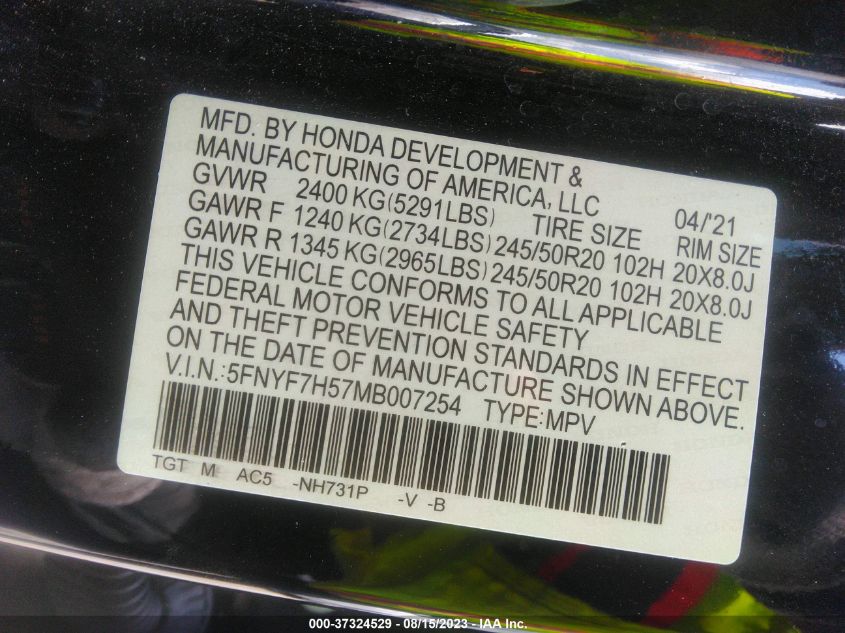 MFD. BY HONDA DEVELOPMENT &
MANUFACTURING OF AMERICA, LLC 04/'21
GVWR 2400 KG(5291LBS) TIRE SIZE RIM SIZE
GAWR F 1240 KG(2734LBS) 245/50R20 102H 20X8.0J
GAWR R 1345 KG(2965LBS) 245/50R20 102H 20X8.0J
THIS VEHICLE CONFORMS TO ALL APPLICABLE
FEDERAL MOTOR VEHICLE SAFETY
AND THEFT PREVENTION STANDARDS IN EFFECT
ON THE DATE OF MANUFACTURE SHOWN ABOVE.
V.I.N.:5FNYF7H57MB007254 TYPE:MPV
TGT M AC5 -NH731P -V -B
000-37324529 - 08/15/2023 - IAA Inc.